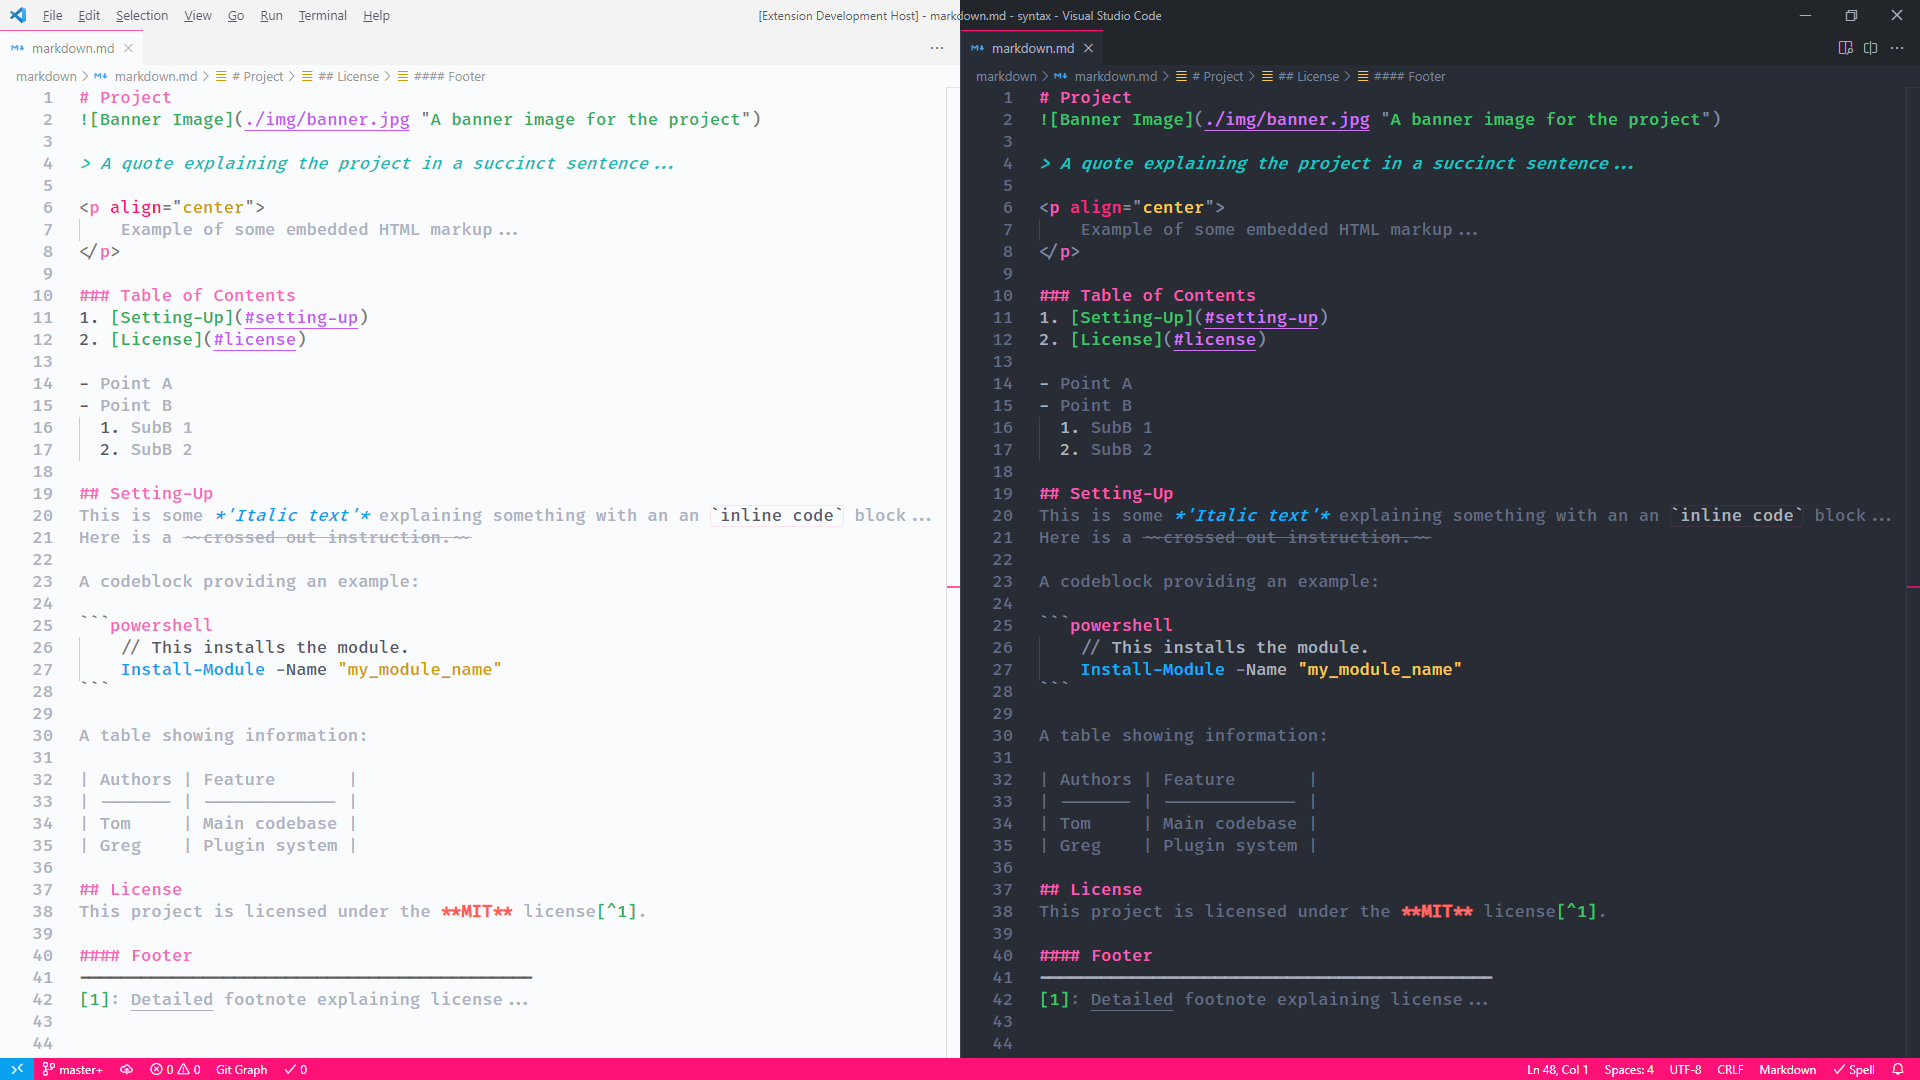 File Edit Selection View Go Run Terminal Help [Extension Development Host] - markdown.md - syntax - Visual Studio Code
markdown.md
markdown > markdown.md > # Project > ## License > #### Footer
1 # Project
2 ![Banner Image](./img/banner.jpg "A banner image for the project")
3
4 > A quote explaining the project in a succinct sentence...
5
6 <p align="center">
7 Example of some embedded HTML markup...
8 </p>
9
10 ### Table of Contents
11 1. [Setting-Up](#setting-up)
12 2. [License](#license)
13
14 - Point A
15 - Point B
16 1. SubB 1
17 2. SubB 2
18
19 ## Setting-Up
20 This is some *'Italic text'* explaining something with an an `inline code` block...
21 Here is a ~~crossed out instruction.~~
22
23 A codeblock providing an example:
24
25 ```powershell
26 // This installs the module.
27 Install-Module -Name "my_module_name"
28 ```
29
30 A table showing information:
31
32 | Authors | Feature |
33 | ------- | ------------- |
34 | Tom | Main codebase |
35 | Greg | Plugin system |
36
37 ## License
38 This project is licensed under the **MIT** license[^1].
39
40 #### Footer
41 --------------------------------------------
42 [1]: Detailed footnote explaining license...
43
44
markdown.md
markdown > markdown.md > # Project > ## License > #### Footer
1 # Project
2 ![Banner Image](./img/banner.jpg "A banner image for the project")
3
4 > A quote explaining the project in a succinct sentence...
5
6 <p align="center">
7 Example of some embedded HTML markup...
8 </p>
9
10 ### Table of Contents
11 1. [Setting-Up](#setting-up)
12 2. [License](#license)
13
14 - Point A
15 - Point B
16 1. SubB 1
17 2. SubB 2
18
19 ## Setting-Up
20 This is some *'Italic text'* explaining something with an an `inline code` block...
21 Here is a ~~crossed out instruction.~~
22
23 A codeblock providing an example:
24
25 ```powershell
26 // This installs the module.
27 Install-Module -Name "my_module_name"
28 ```
29
30 A table showing information:
31
32 | Authors | Feature |
33 | ------- | ------------- |
34 | Tom | Main codebase |
35 | Greg | Plugin system |
36
37 ## License
38 This project is licensed under the **MIT** license[^1].
39
40 #### Footer
41 --------------------------------------------
42 [1]: Detailed footnote explaining license...
43
44
master+ 0 0 Git Graph 0 Ln 48, Col 1 Spaces: 4 UTF-8 CRLF Markdown Spell